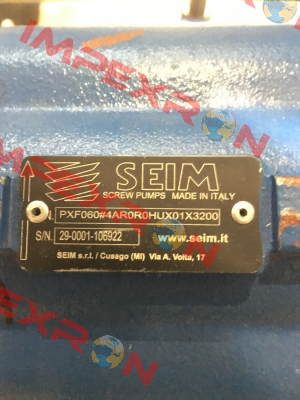 IMPEXRON
SEIM
SCREW PUMPS MADE IN ITALY
N. PXF060#4AR0R0HUX01X3200
S/N. 29-0001-106922 www.seim.it
SEIM s.r.l. / Cusago (MI) Via A. Volta, 17